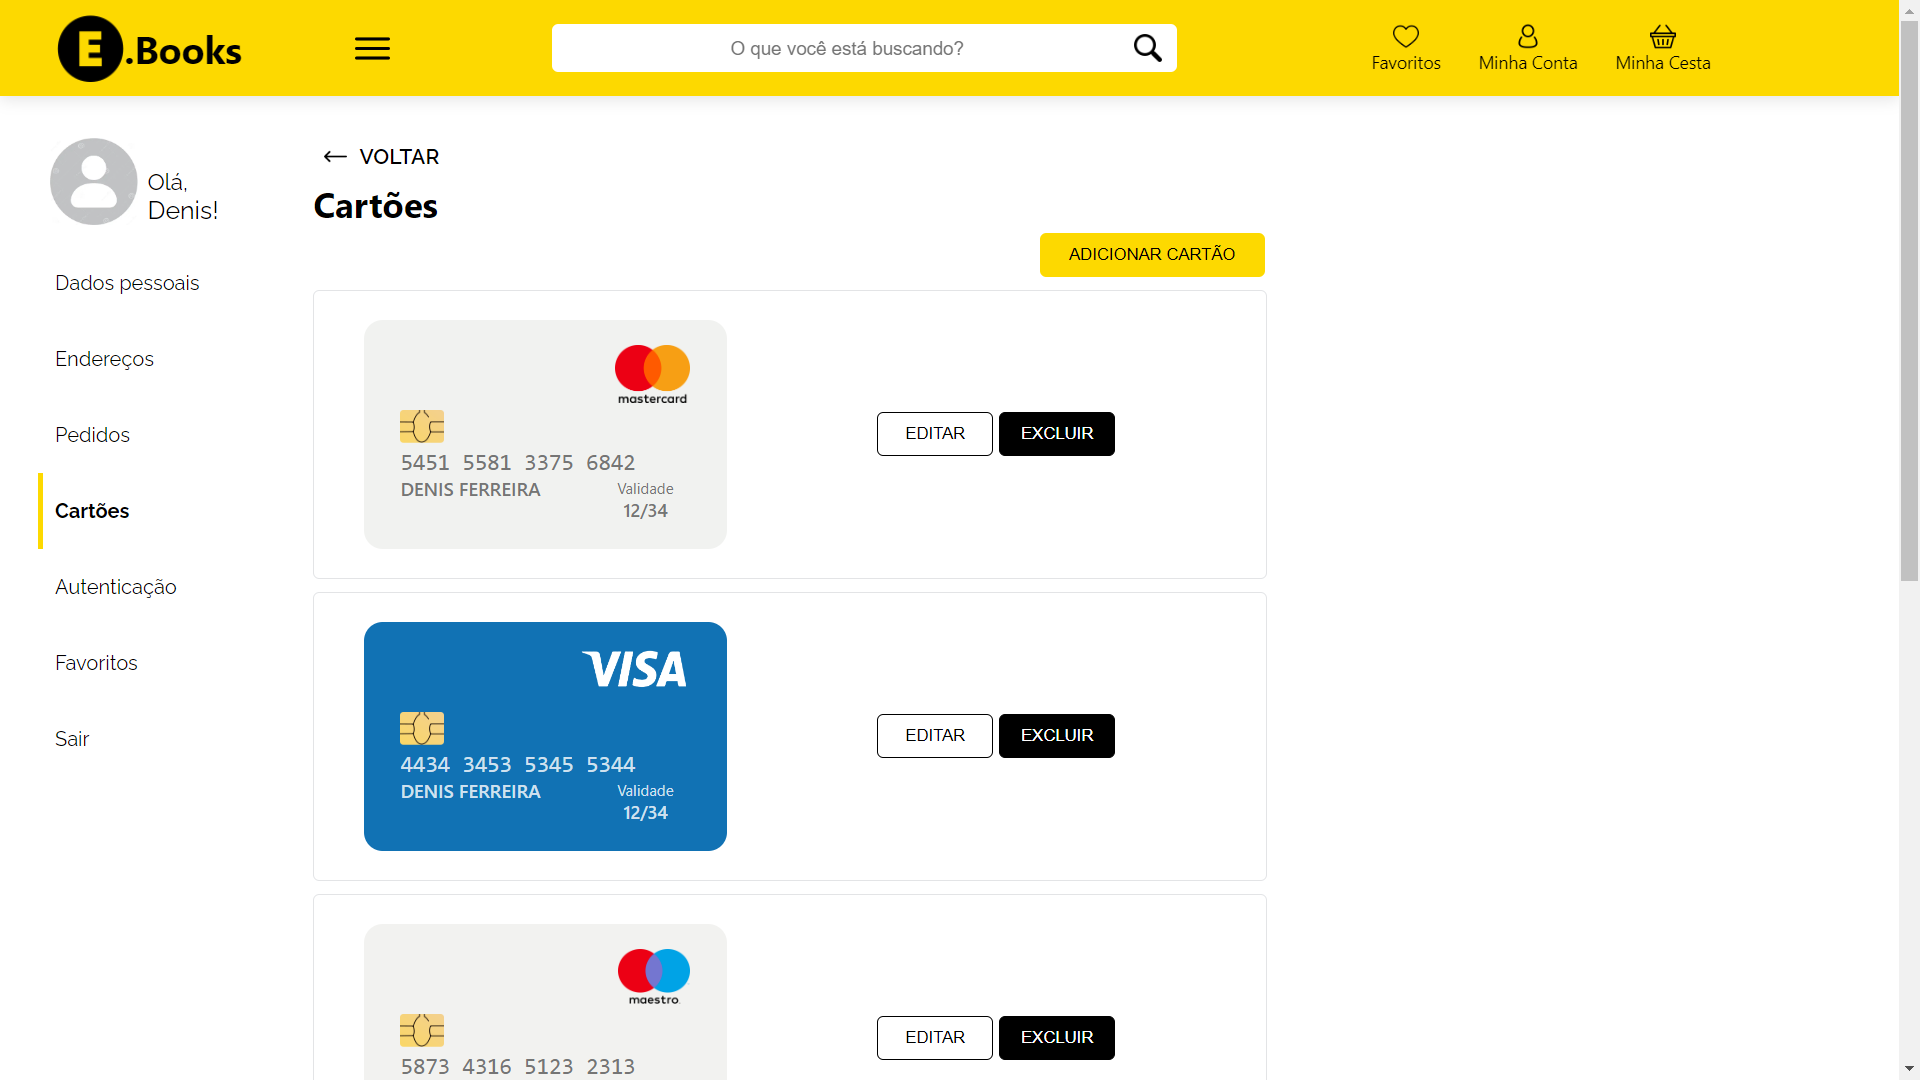 E.Books
O que você está buscando?
Favoritos
Minha Conta
Minha Cesta
Olá,
Denis!
Dados pessoais
Endereços
Pedidos
Cartões
Autenticação
Favoritos
Sair
VOLTAR
Cartões
ADICIONAR CARTÃO
mastercard
5451 5581 3375 6842
DENIS FERREIRA
Validade
12/34
EDITAR
EXCLUIR
VISA
4434 3453 5345 5344
DENIS FERREIRA
Validade
12/34
EDITAR
EXCLUIR
maestro
5873 4316 5123 2313
EDITAR
EXCLUIR